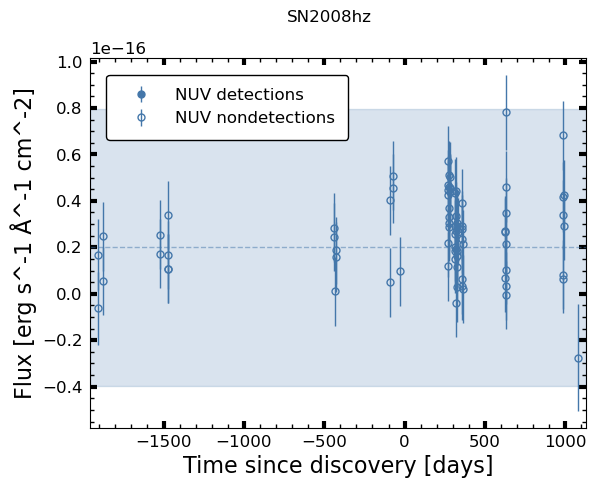 SN2008hz
1e−16
NUV detections
NUV nondetections
1.0
0.8
0.6
0.4
0.2
0.0
−0.2
−0.4
Flux [erg s^-1 Å^-1 cm^-2]
−1500 −1000 −500 0 500 1000
Time since discovery [days]